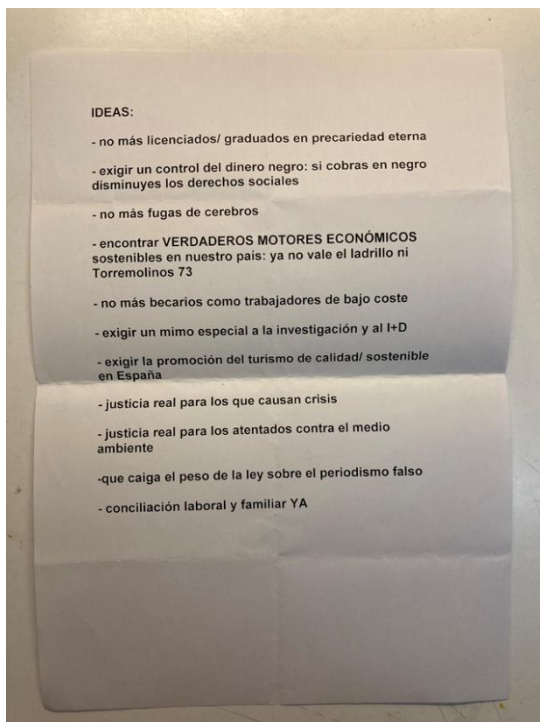 IDEAS:
- no más licenciados/ graduados en precariedad eterna
- exigir un control del dinero negro: si cobras en negro
disminuyes los derechos sociales
- no más fugas de cerebros
- encontrar VERDADEROS MOTORES ECONÓMICOS
sostenibles en nuestro pais: ya no vale el ladrillo ni
Torremolinos 73
- no más becarios como trabajadores de bajo coste
- exigir un mimo especial a la investigación y al I+D
- exigir la promoción del turismo de calidad/ sostenible
en España
- justicia real para los que causan crisis
- justicia real para los atentados contra el medio
ambiente
-que caiga el peso de la ley sobre el periodismo falso
- conciliación laboral y familiar YA